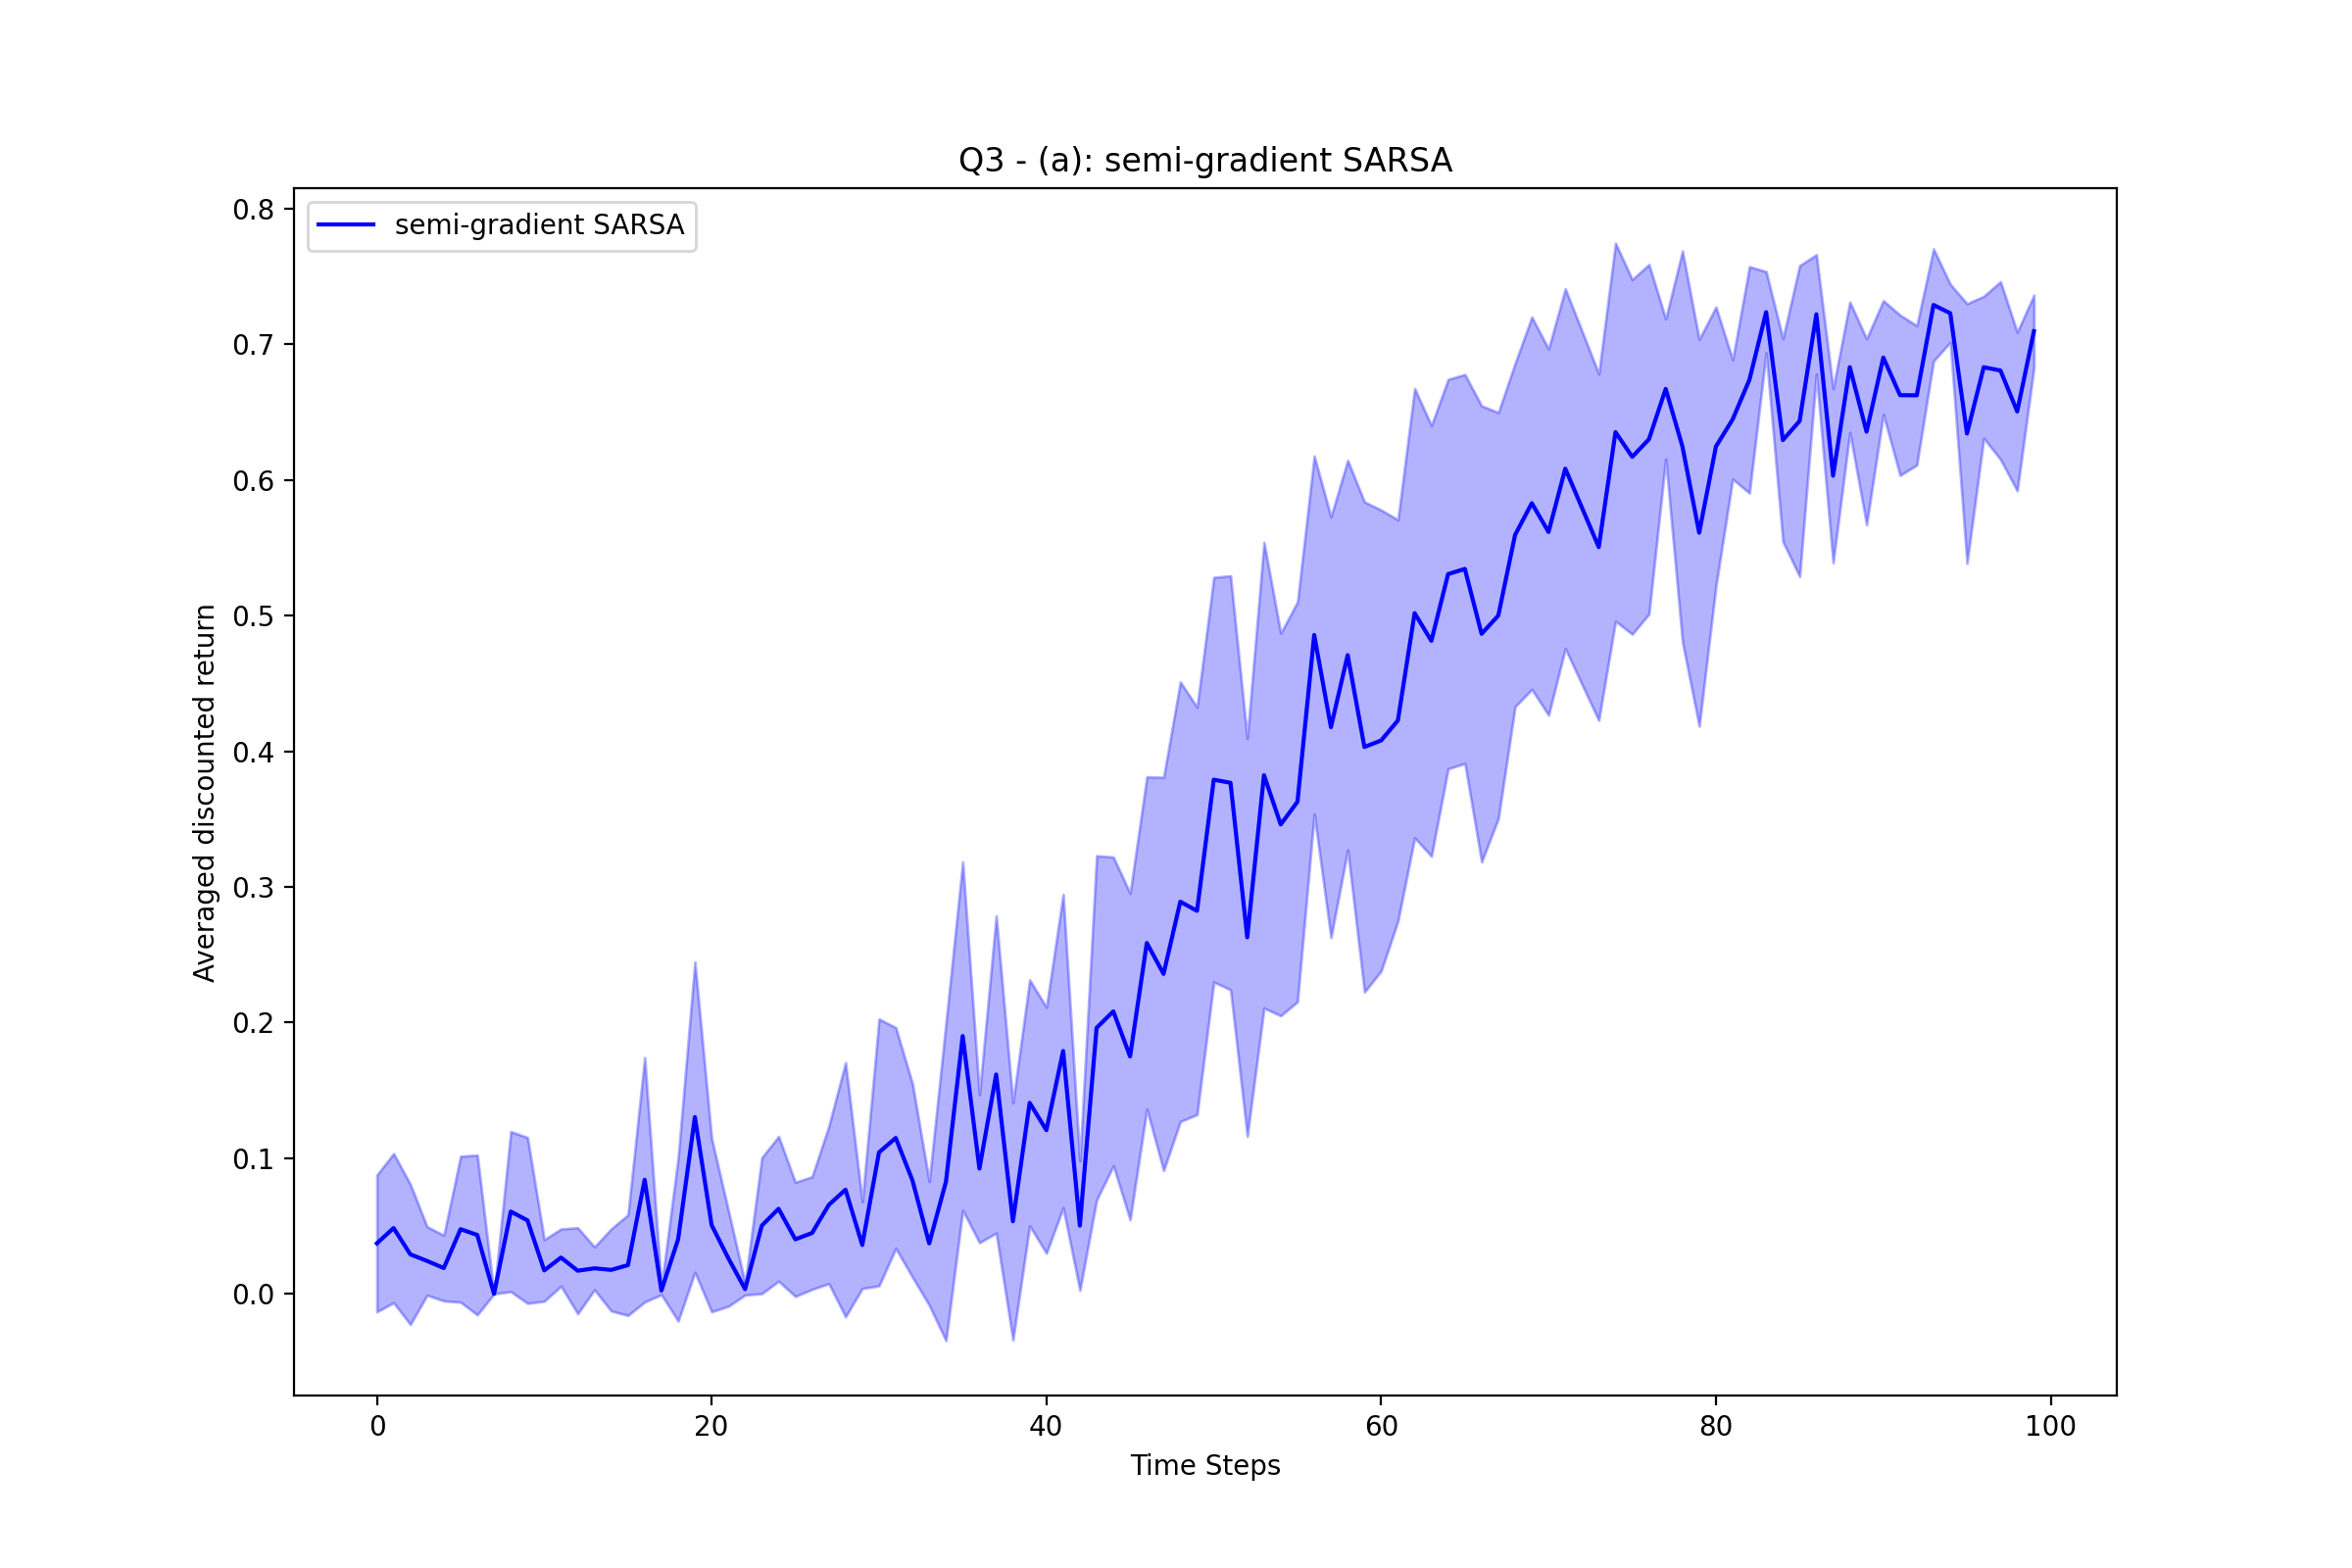 Q3 - (a): semi-gradient SARSA
semi-gradient SARSA
0.8
0.7
0.6
0.5
0.4
0.3
0.2
0.1
0.0
Averaged discounted return
0 20 40 60 80 100
Time Steps